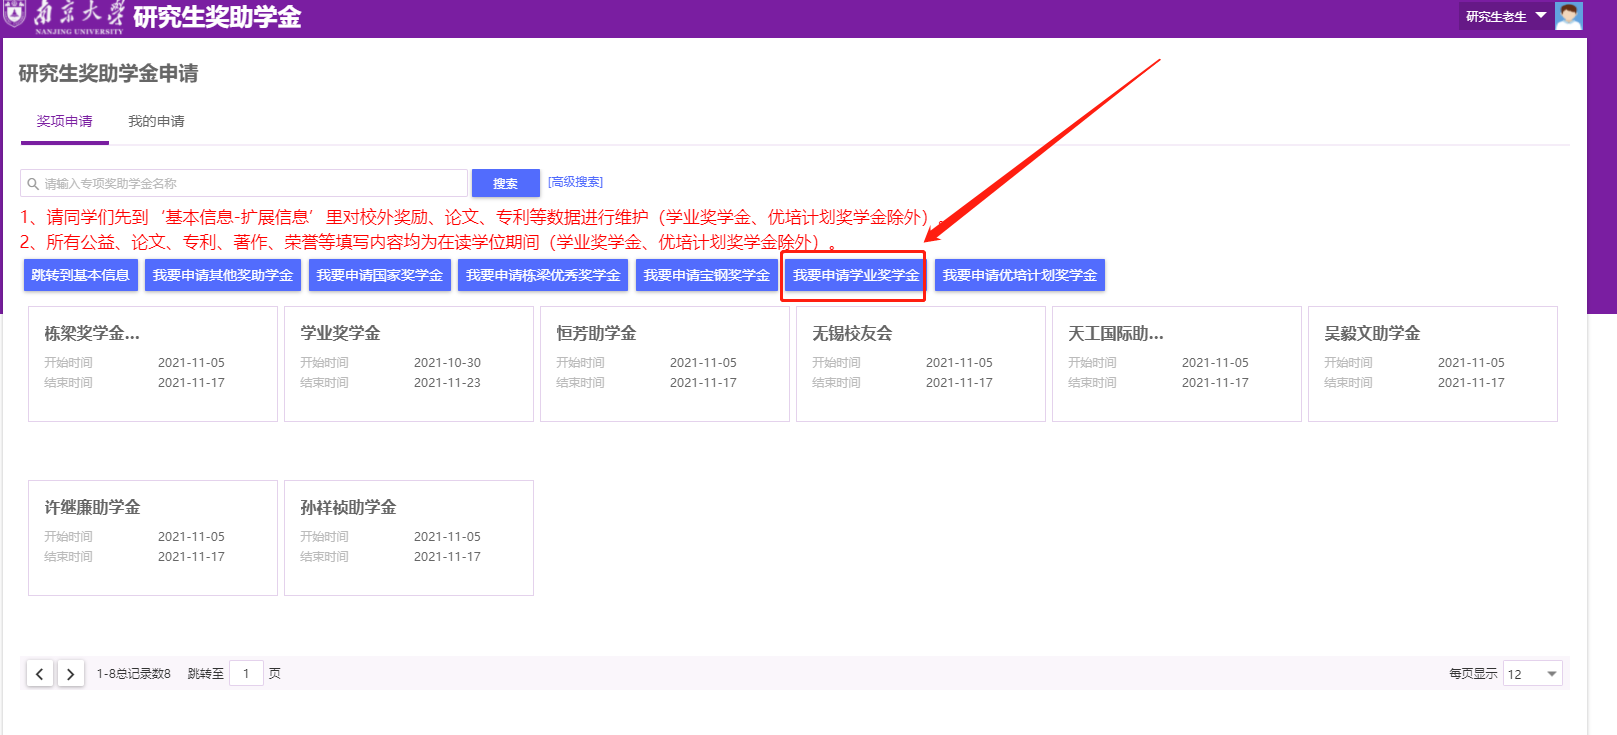 南京大学 研究生奖助学金 研究生老生
NANJING UNIVERSITY
研究生奖助学金申请
奖项申请 我的申请
请输入专项奖助学金名称 搜索 [高级搜索]
1、请同学们先到‘基本信息-扩展信息’里对校外奖励、论文、专利等数据进行维护（学业奖学金、优培计划奖学金除外）。
2、所有公益、论文、专利、著作、荣誉等填写内容均为在读学位期间（学业奖学金、优培计划奖学金除外）。
跳转到基本信息 我要申请其他奖助学金 我要申请国家奖学金 我要申请栋梁优秀奖学金 我要申请宝钢奖学金 我要申请学业奖学金 我要申请优培计划奖学金
栋梁奖学金... 学业奖学金 恒芳助学金 无锡校友会 天工国际助... 吴毅文助学金
开始时间 2021-11-05 开始时间 2021-10-30 开始时间 2021-11-05 开始时间 2021-11-05 开始时间 2021-11-05 开始时间 2021-11-05
结束时间 2021-11-17 结束时间 2021-11-23 结束时间 2021-11-17 结束时间 2021-11-17 结束时间 2021-11-17 结束时间 2021-11-17
许继廉助学金 孙祥祯助学金
开始时间 2021-11-05 开始时间 2021-11-05
结束时间 2021-11-17 结束时间 2021-11-17
1-8总记录数8 跳转至 1 页 每页显示 12